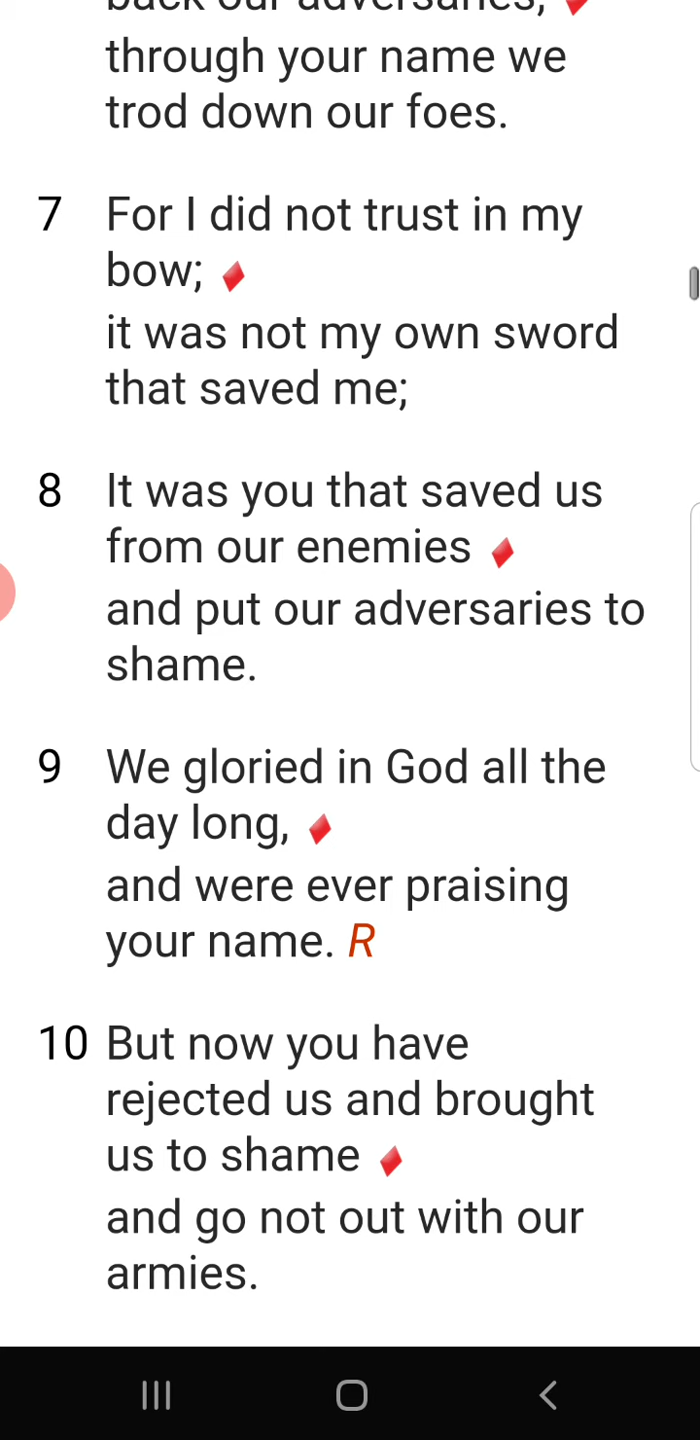 back our adversaries, ♦
through your name we
trod down our foes.
7 For I did not trust in my
bow; ♦
it was not my own sword
that saved me;
8 It was you that saved us
from our enemies ♦
and put our adversaries to
shame.
9 We gloried in God all the
day long, ♦
and were ever praising
your name. R
10 But now you have
rejected us and brought
us to shame ♦
and go not out with our
armies.